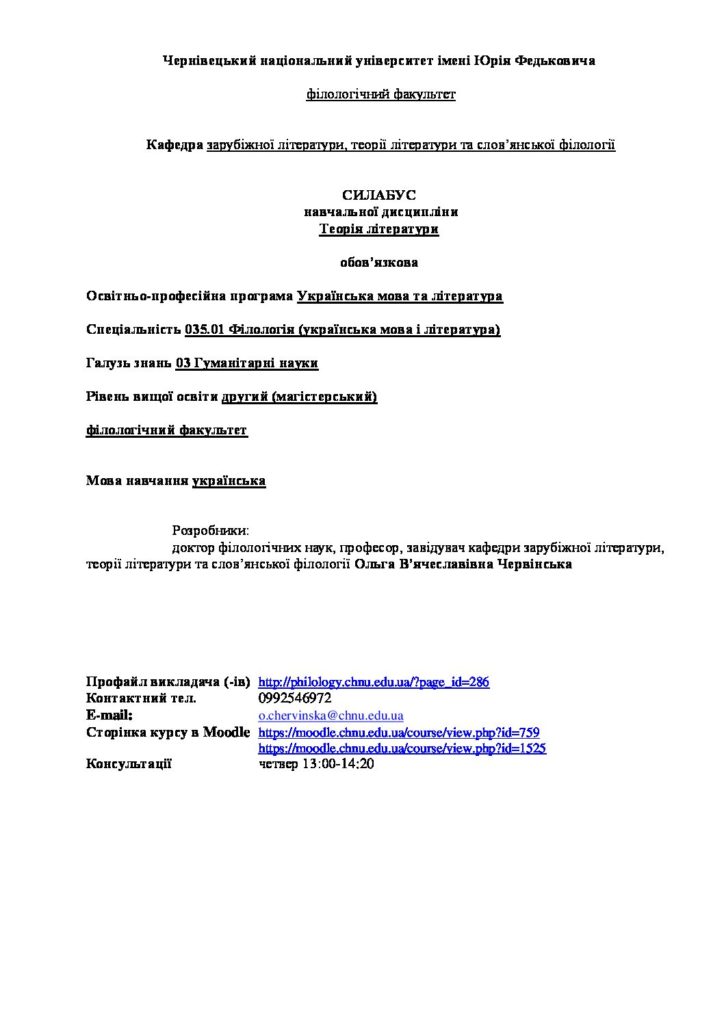 Чернівецький національний університет імені Юрія Федьковича
філологічний факультет
Кафедра зарубіжної літератури, теорії літератури та слов’янської філології
СИЛАБУС
навчальної дисципліни
Теорія літератури
обов’язкова
Освітньо-професійна програма Українська мова та література
Спеціальність 035.01 Філологія (українська мова і література)
Галузь знань 03 Гуманітарні науки
Рівень вищої освіти другий (магістерський)
філологічний факультет
Мова навчання українська
Розробники:
доктор філологічних наук, професор, завідувач кафедри зарубіжної літератури,
теорії літератури та слов’янської філології Ольга В’ячеславівна Червінська
Профайл викладача (-ів) http://philology.chnu.edu.ua/?page_id=286
Контактний тел. 0992546972
E-mail: o.chervinska@chnu.edu.ua
Сторінка курсу в Moodle https://moodle.chnu.edu.ua/course/view.php?id=759
https://moodle.chnu.edu.ua/course/view.php?id=1525
Консультації четвер 13:00-14:20